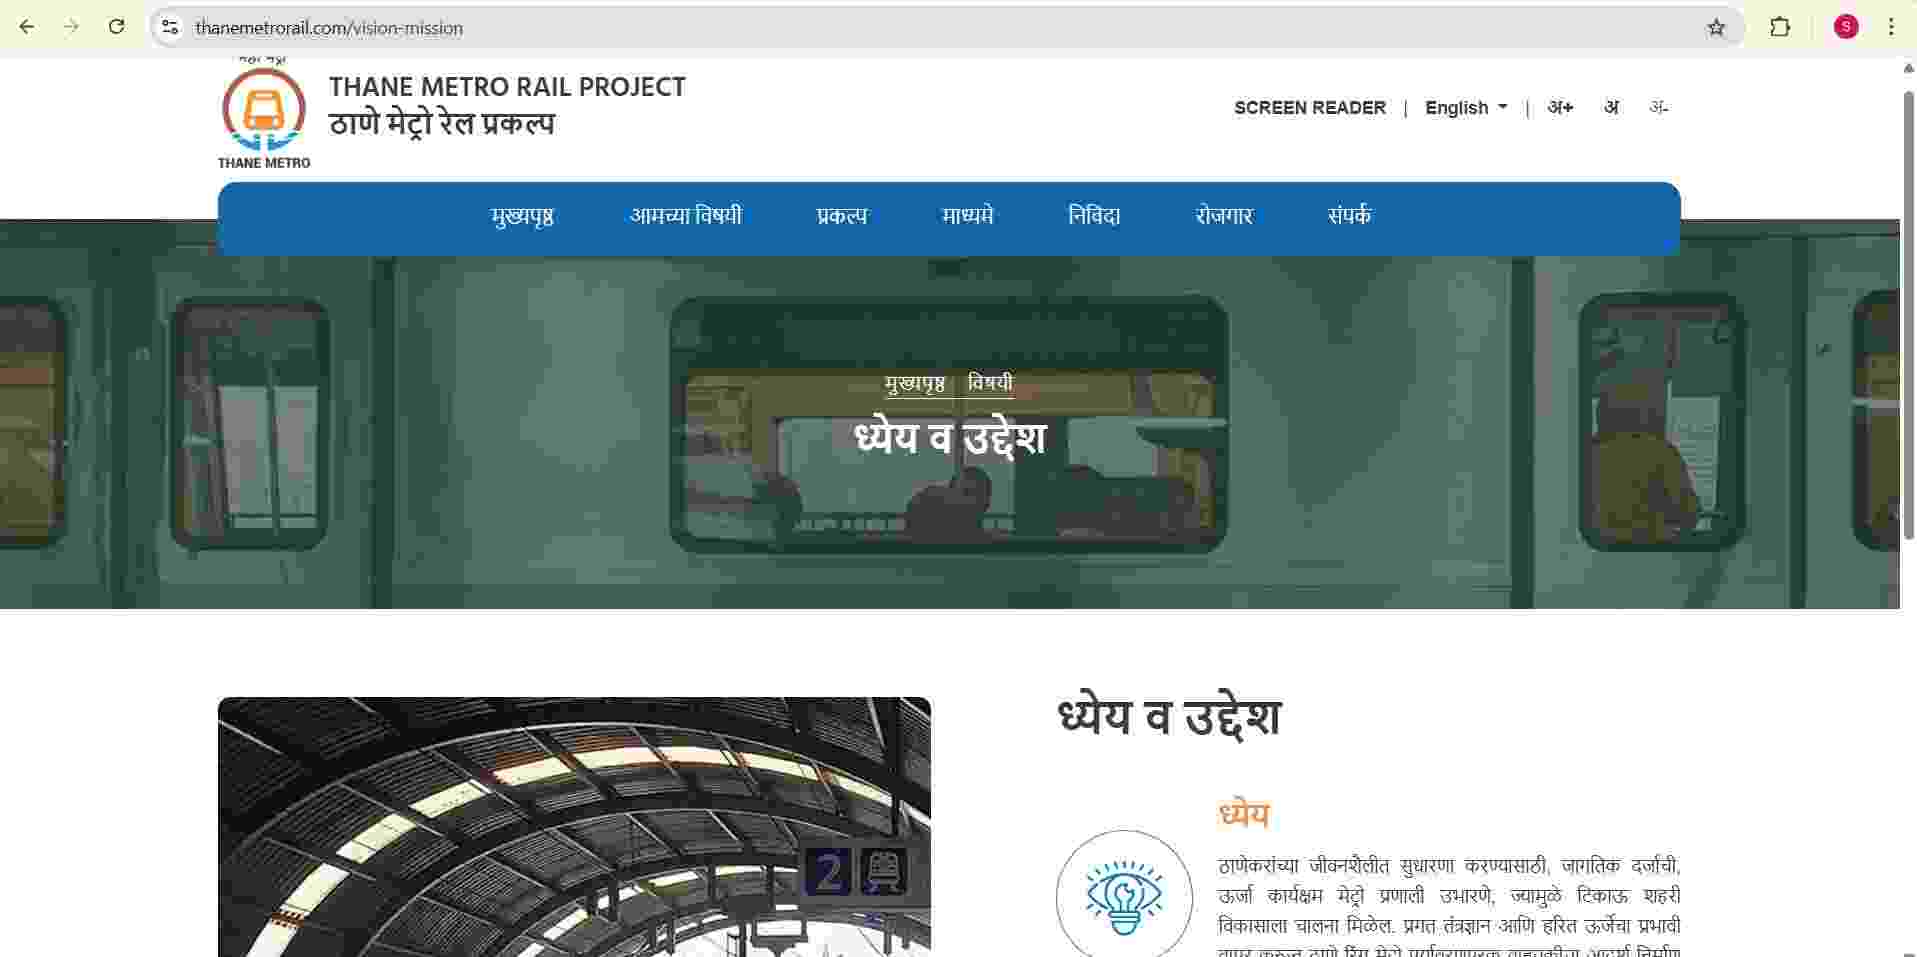 thanemetrorail.com/vision-mission
S
THANE METRO RAIL PROJECT
ठाणे मेट्रो रेल प्रकल्प
THANE METRO
SCREEN READER | English | अ+ अ अ-
मुख्यपृष्ठ आमच्या विषयी प्रकल्प माध्यमे निविदा रोजगार संपर्क
मुख्यपृष्ठ विषयी
ध्येय व उद्देश
2
ध्येय व उद्देश
ध्येय
ठाणेकरांच्या जीवनशैलीत सुधारणा करण्यासाठी, जागतिक दर्जाची,
ऊर्जा कार्यक्षम मेट्रो प्रणाली उभारणे, ज्यामुळे टिकाऊ शहरी
विकासाला चालना मिळेल. प्रगत तंत्रज्ञान आणि हरित ऊर्जेचा प्रभावी